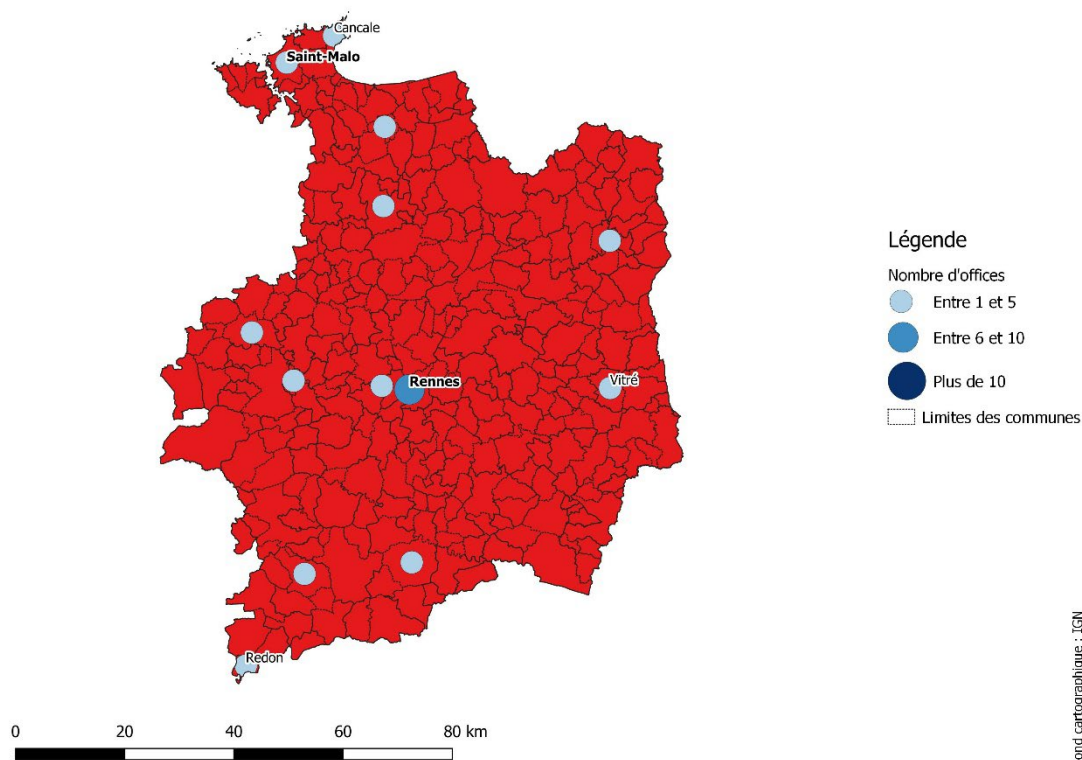 Cancale
Saint-Malo
Rennes
Vitré
Redon
Légende
Nombre d'offices
Entre 1 et 5
Entre 6 et 10
Plus de 10
Limites des communes
0 20 40 60 80 km
ond cartographique : IGN